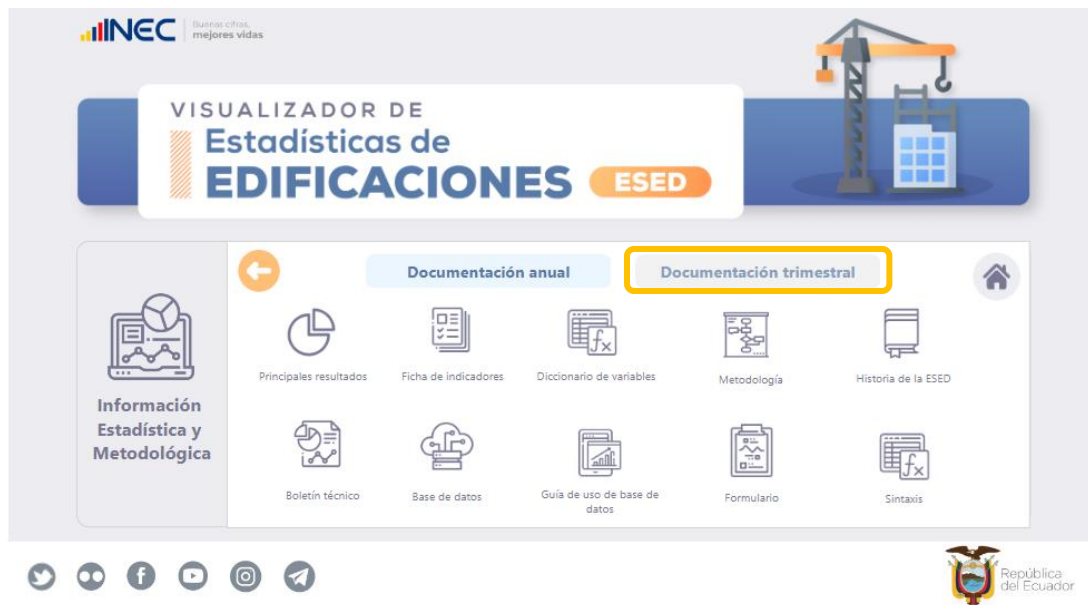 INEC
Buenas cifras,
mejores vidas
VISUALIZADOR DE
Estadísticas de
EDIFICACIONES ESED
Documentación anual
Documentación trimestral
Principales resultados
Ficha de indicadores
Diccionario de variables
Metodología
Historia de la ESED
Información
Estadística y
Metodológica
Boletín técnico
Base de datos
Guía de uso de base de
datos
Formulario
Sintaxis
República
del Ecuador